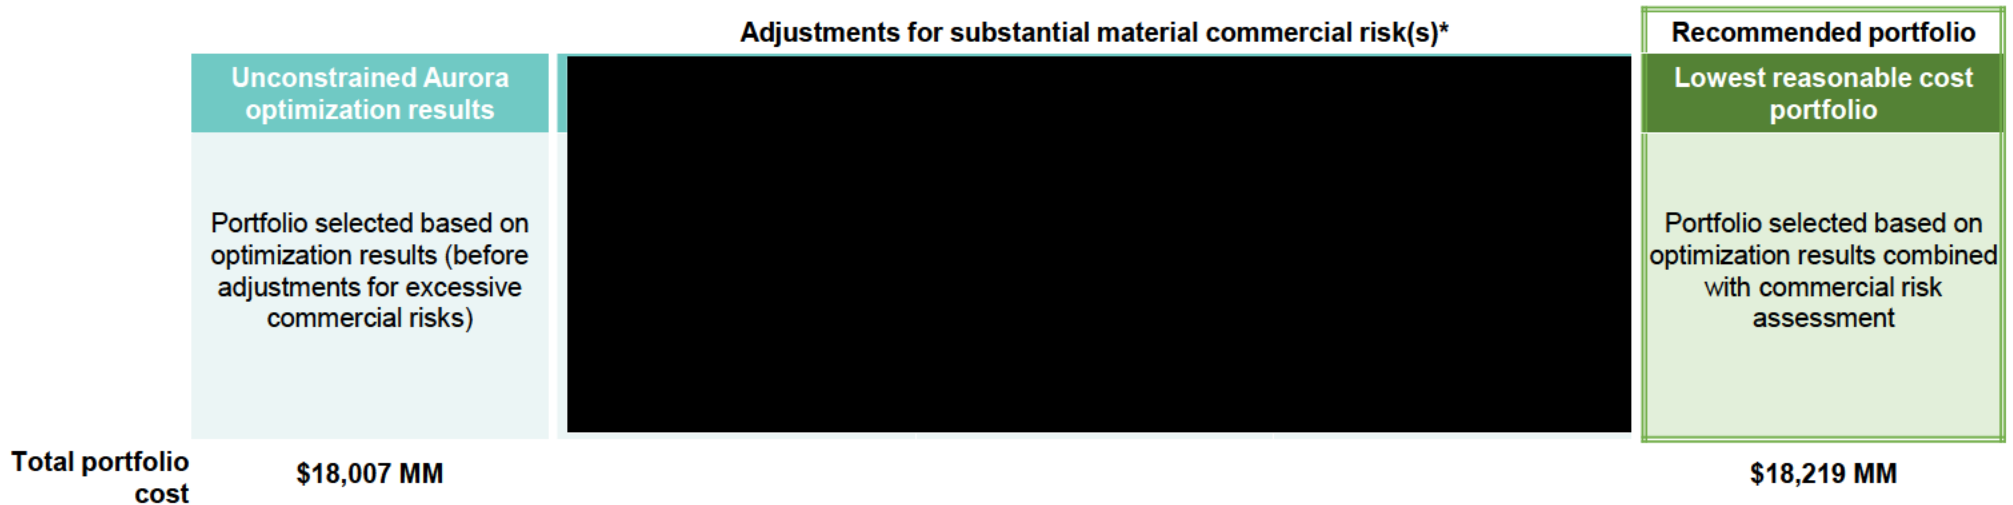 Adjustments for substantial material commercial risk(s)*
Recommended portfolio
Unconstrained Aurora
optimization results
Lowest reasonable cost
portfolio
Portfolio selected based on
optimization results (before
adjustments for excessive
commercial risks)
Portfolio selected based on
optimization results combined
with commercial risk
assessment
Total portfolio
cost
$18,007 MM
$18,219 MM